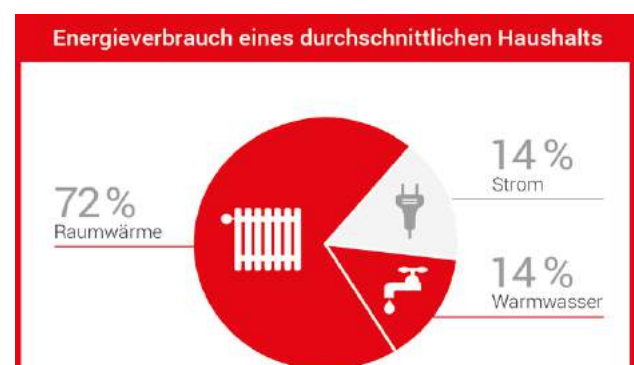 Energieverbrauch eines durchschnittlichen Haushalts
72 %
Raumwärme
14 %
Strom
14 %
Warmwasser